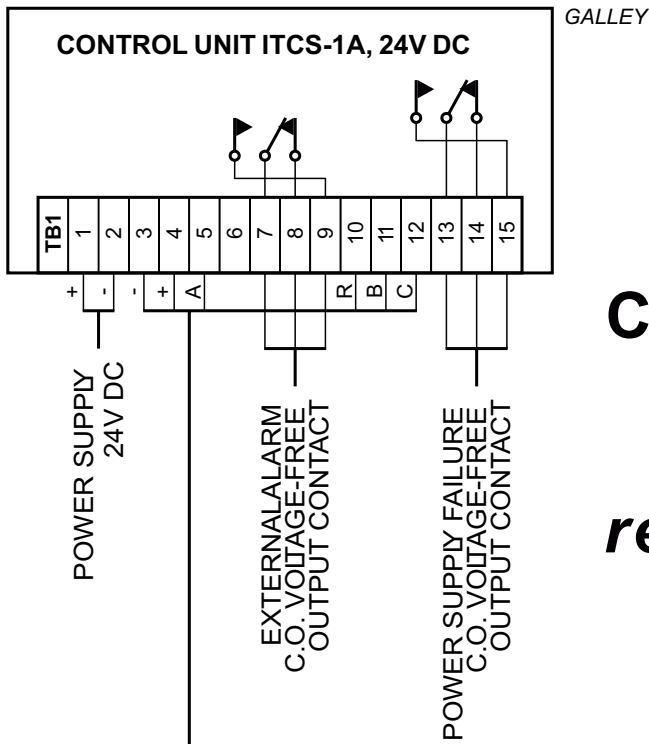 GALLEY
CONTROL UNIT ITCS-1A, 24V DC
TB1 1 2 3 4 5 6 7 8 9 10 11 12 13 14 15
+ - - + A R B C
C
re
POWER SUPPLY
24V DC
EXTERNALALARM
C.O. VOLTAGE-FREE
OUTPUT CONTACT
POWER SUPPLY FAILURE
C.O. VOLTAGE-FREE
OUTPUT CONTACT